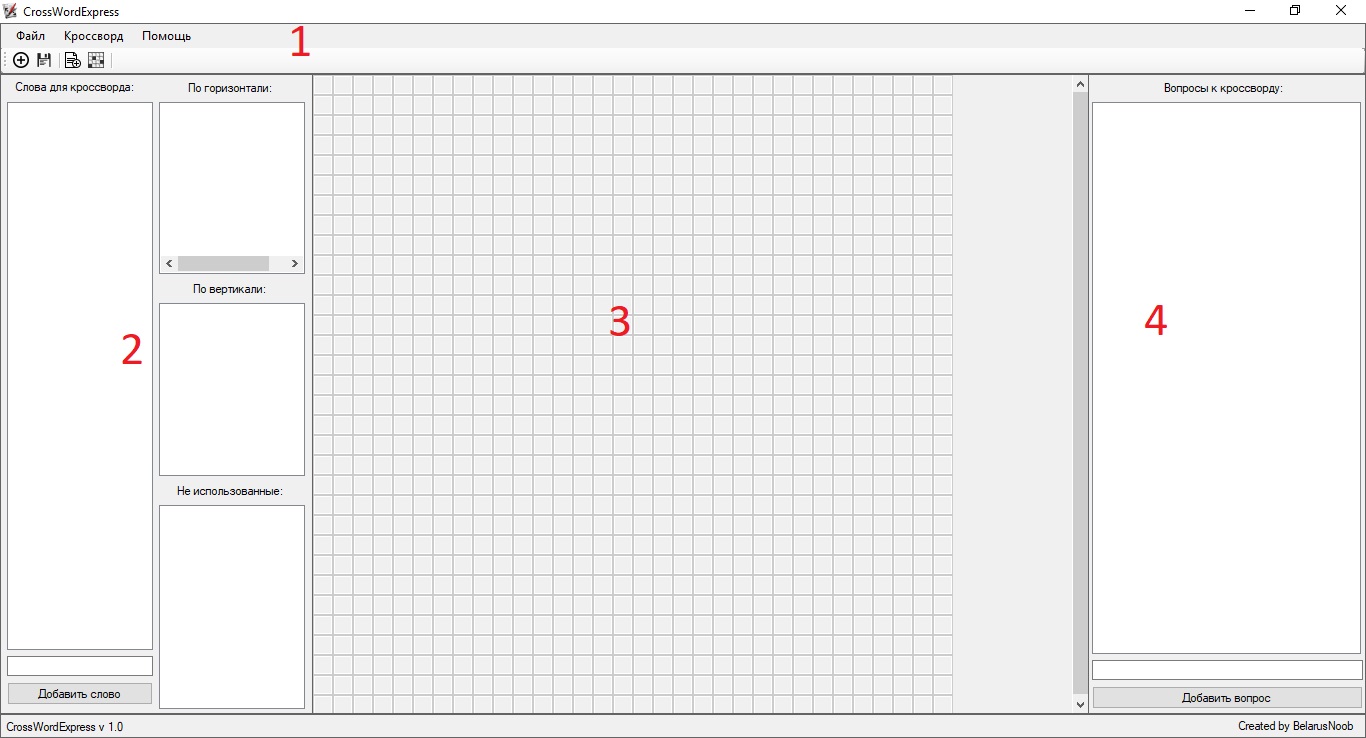 CrossWordExpress
Файл Кроссворд Помощь
1
Слова для кроссворда:
По горизонтали:
Вопросы к кроссворду:
По вертикали:
2
3
4
Не использованные:
Добавить слово
Добавить вопрос
CrossWordExpress v 1.0
Created by BelarusNoob